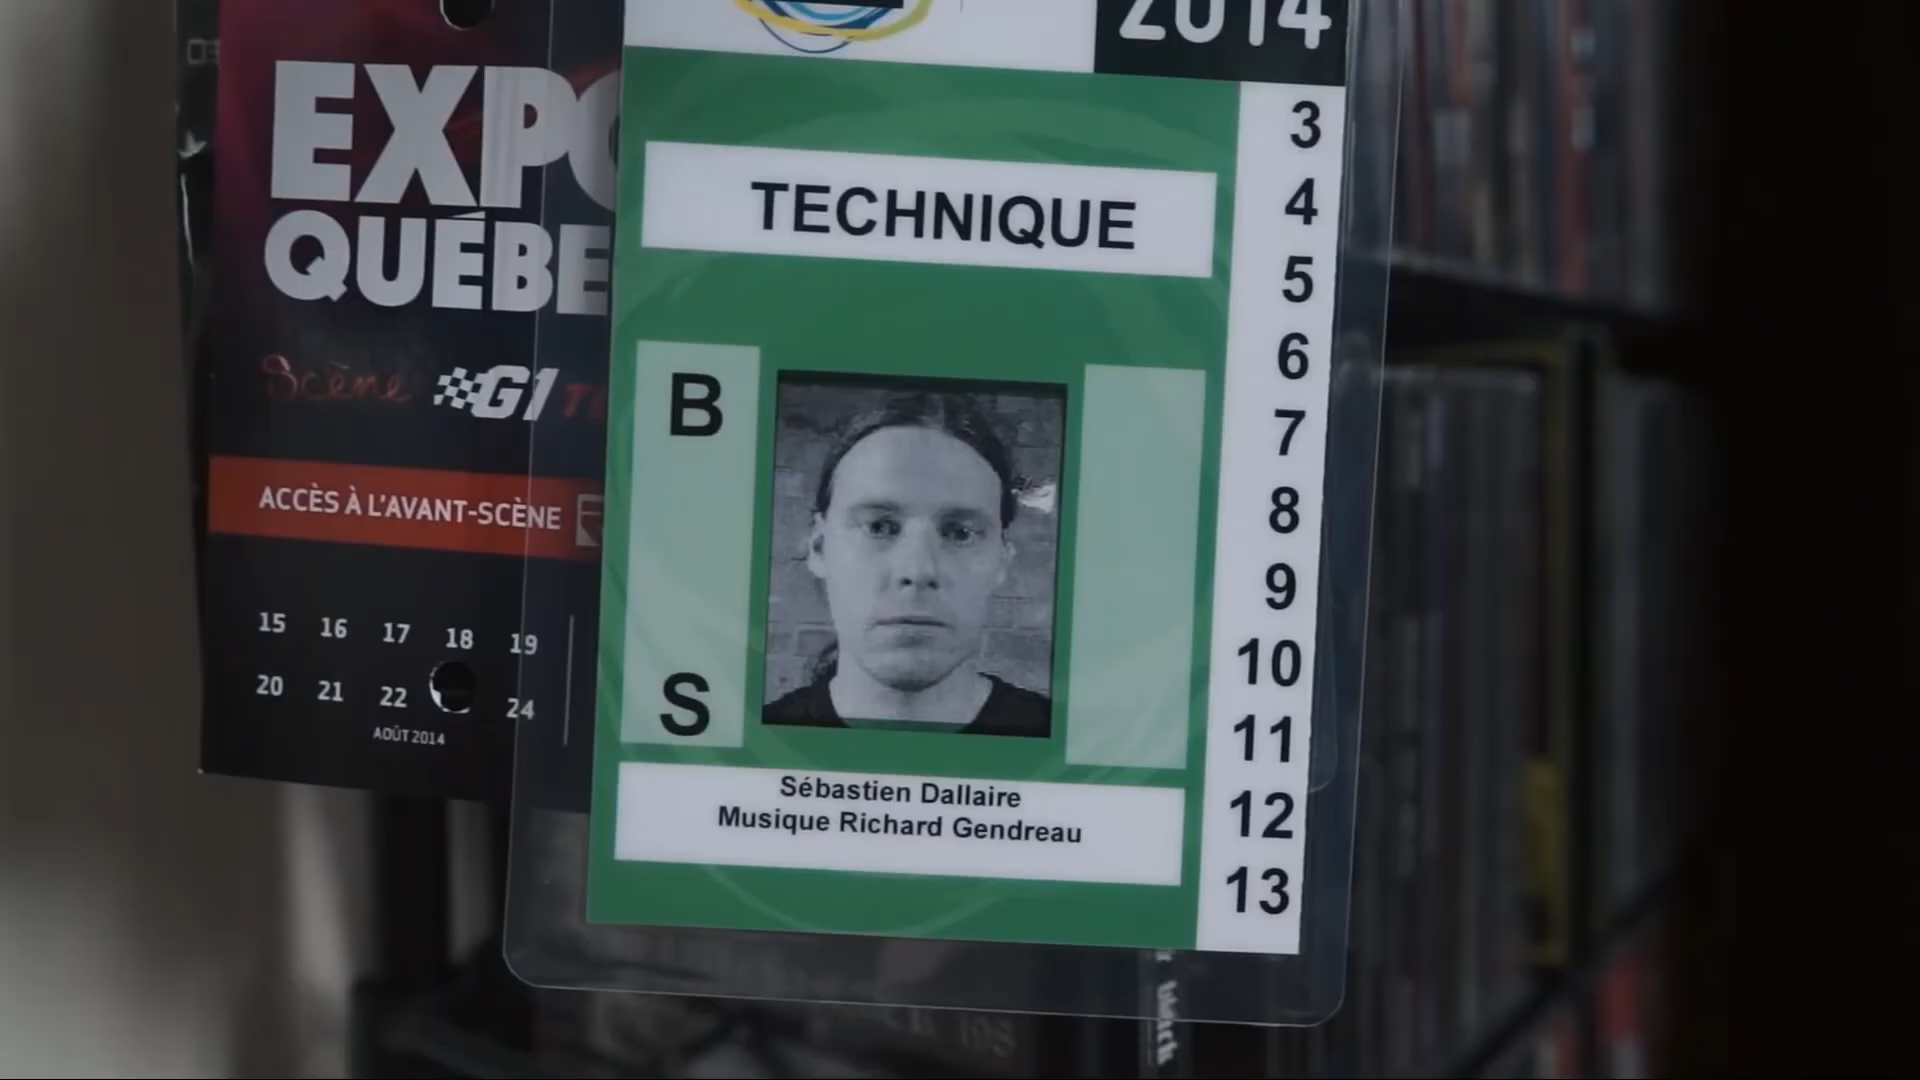 EXPO
QUÉBE
Scène G1
ACCÈS À L'AVANT-SCÈNE
15 16 17 18 19
20 21 22 24
AOÛT 2014
2014
TECHNIQUE
B
S
Sébastien Dallaire
Musique Richard Gendreau
3
4
5
6
7
8
9
10
11
12
13
black